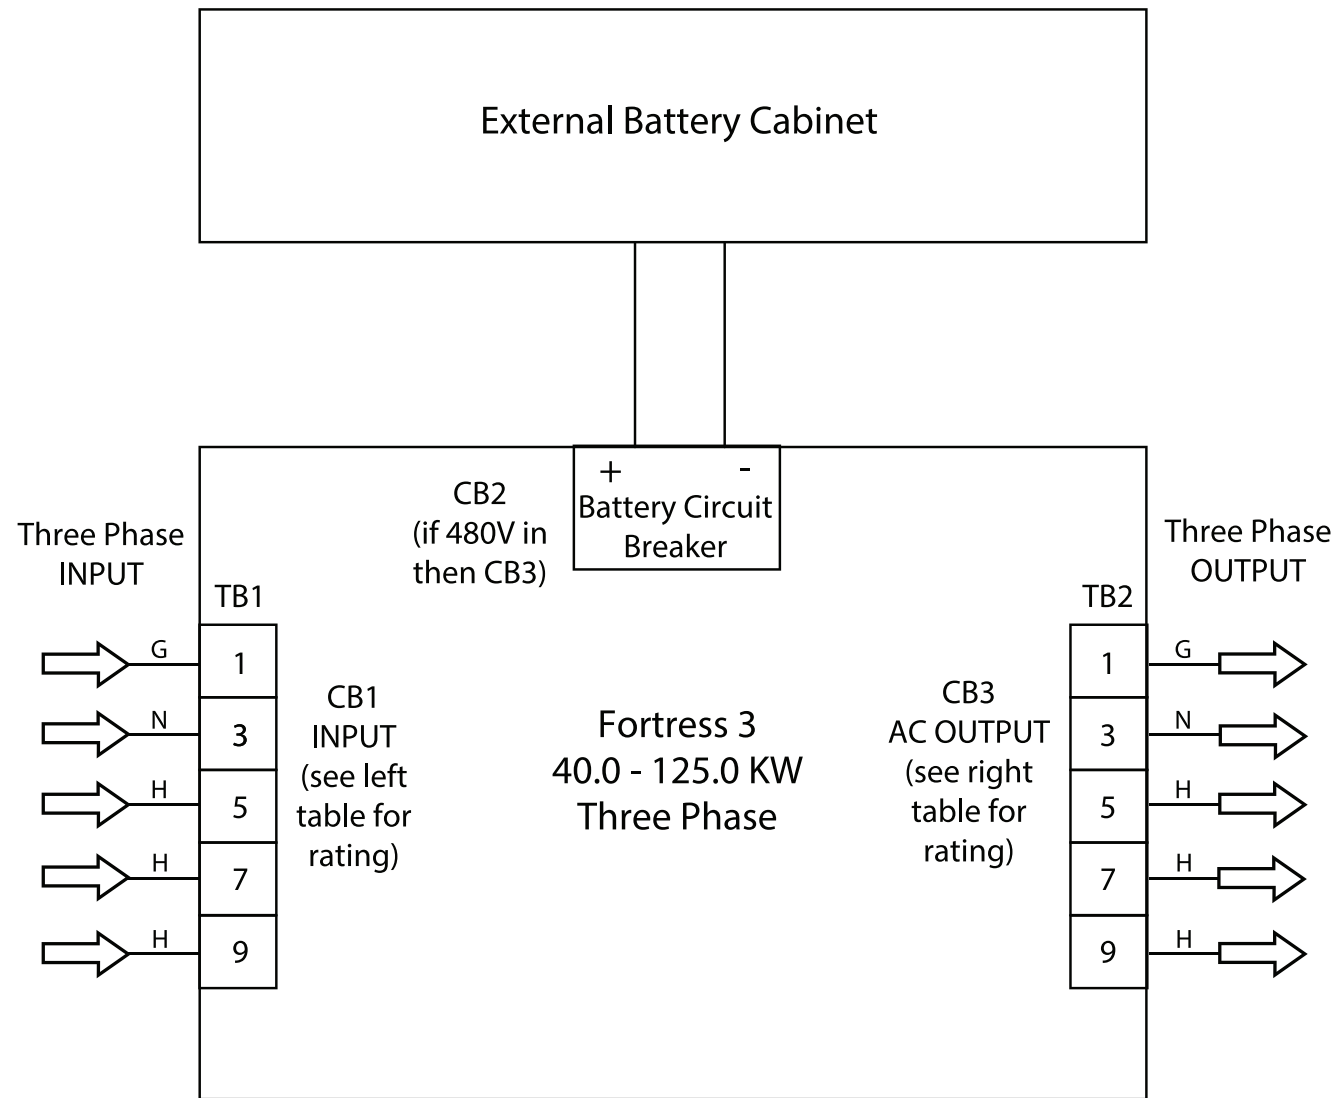 External Battery Cabinet
+ -
Battery Circuit
Breaker
CB2
(if 480V in
then CB3)
Three Phase
INPUT
TB1
G
1
N
3
H
5
H
7
H
9
CB1
INPUT
(see left
table for
rating)
Fortress 3
40.0 - 125.0 KW
Three Phase
CB3
AC OUTPUT
(see right
table for
rating)
Three Phase
OUTPUT
TB2
1
G
3
N
5
H
7
H
9
H